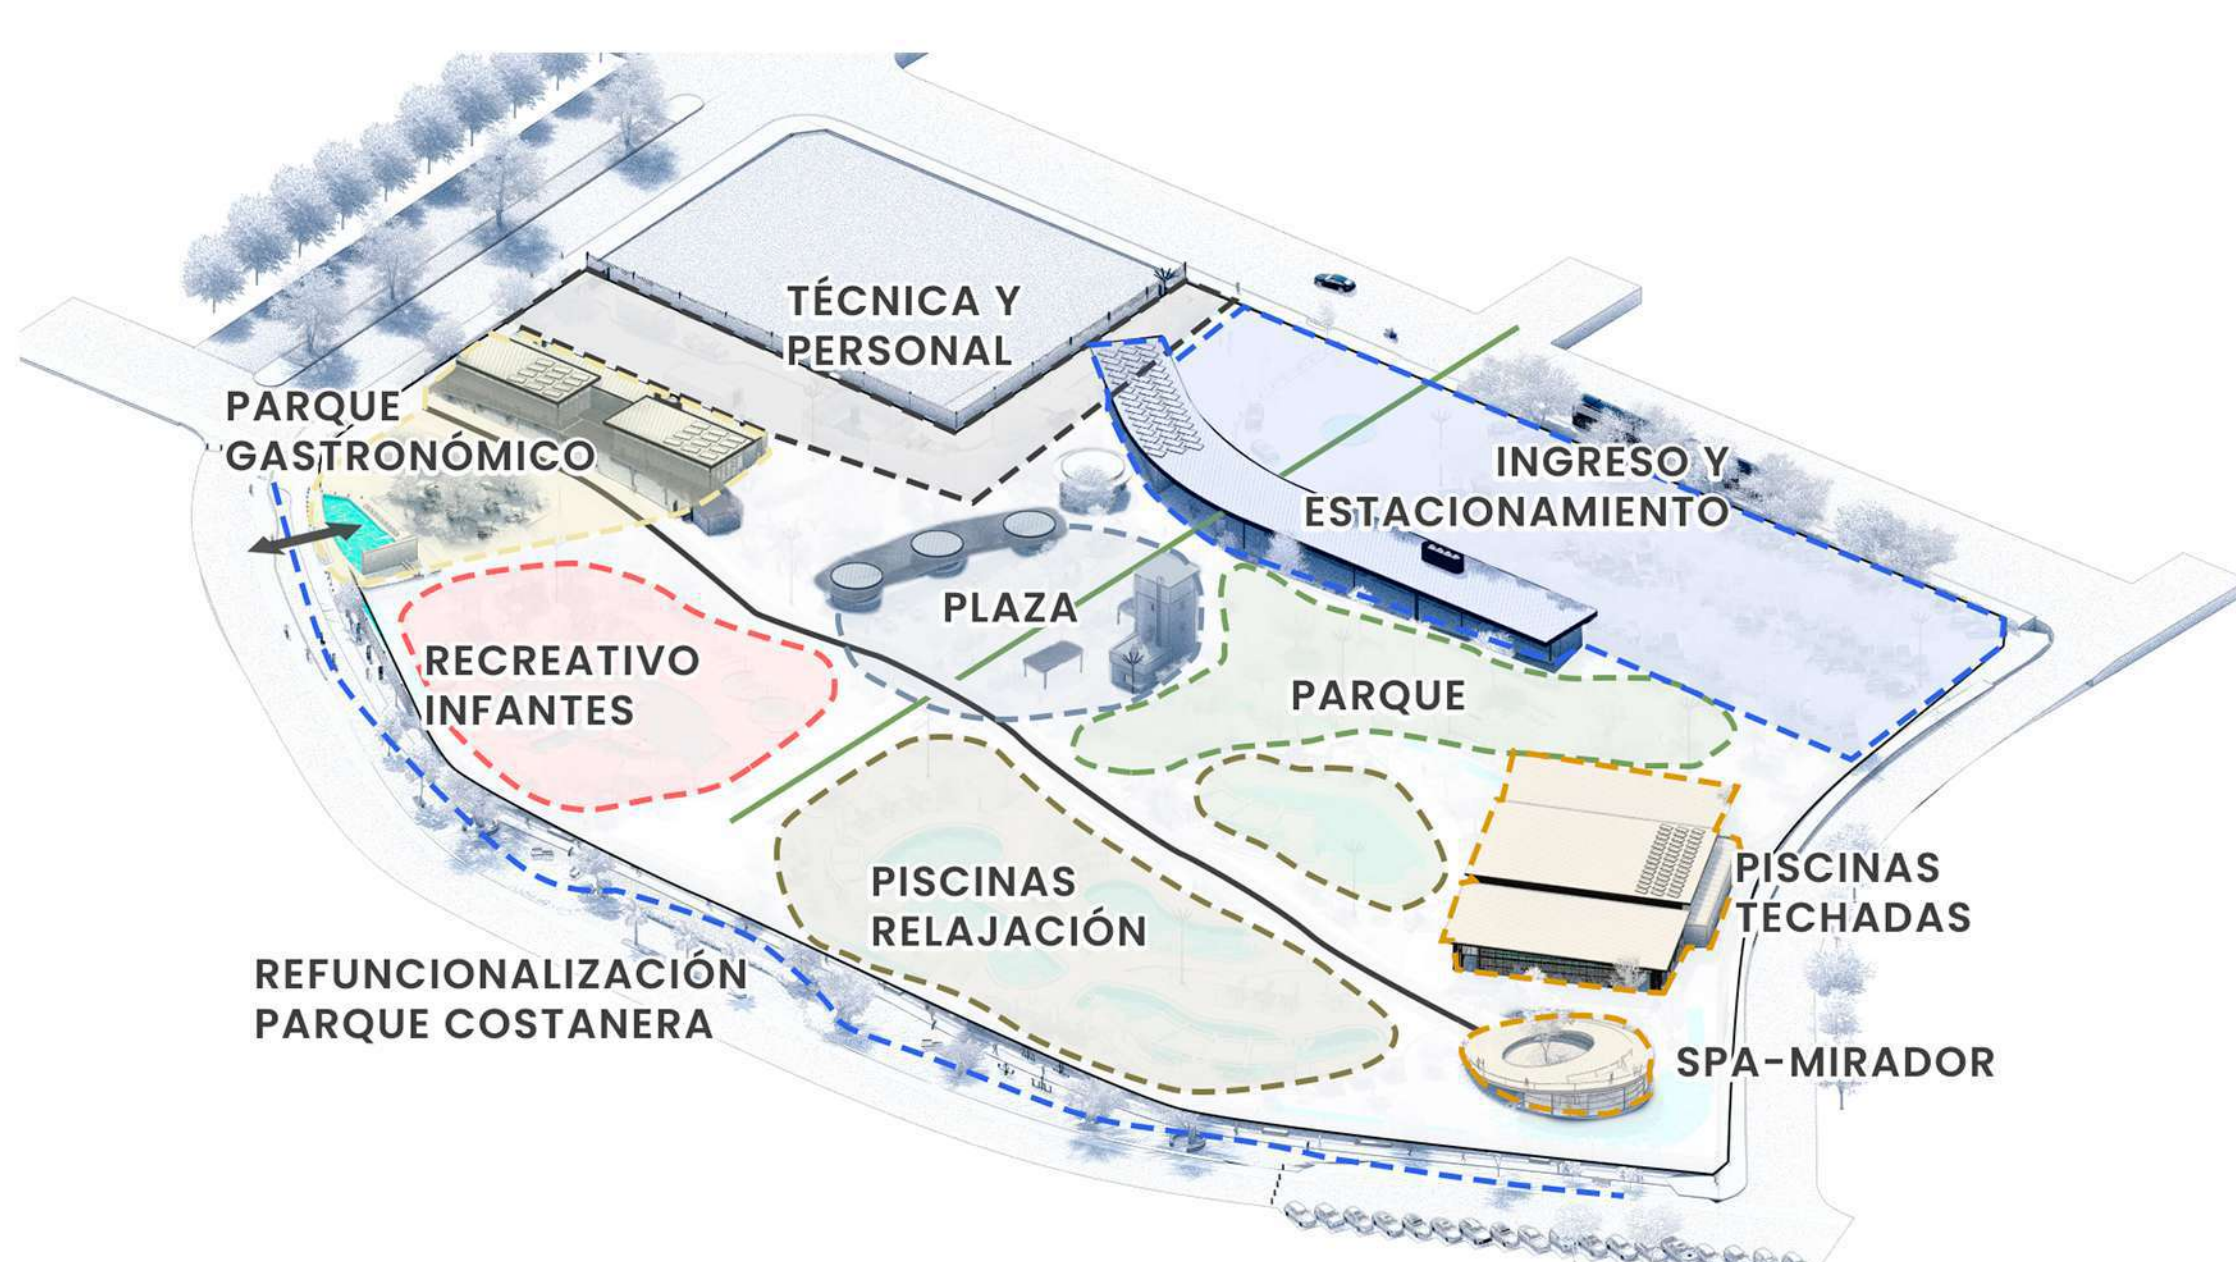 TÉCNICA Y
PERSONAL
PARQUE
GASTRONÓMICO
INGRESO Y
ESTACIONAMIENTO
PLAZA
RECREATIVO
INFANTES
PARQUE
PISCINAS
RELAJACIÓN
PISCINAS
TECHADAS
REFUNCIONALIZACIÓN
PARQUE COSTANERA
SPA-MIRADOR